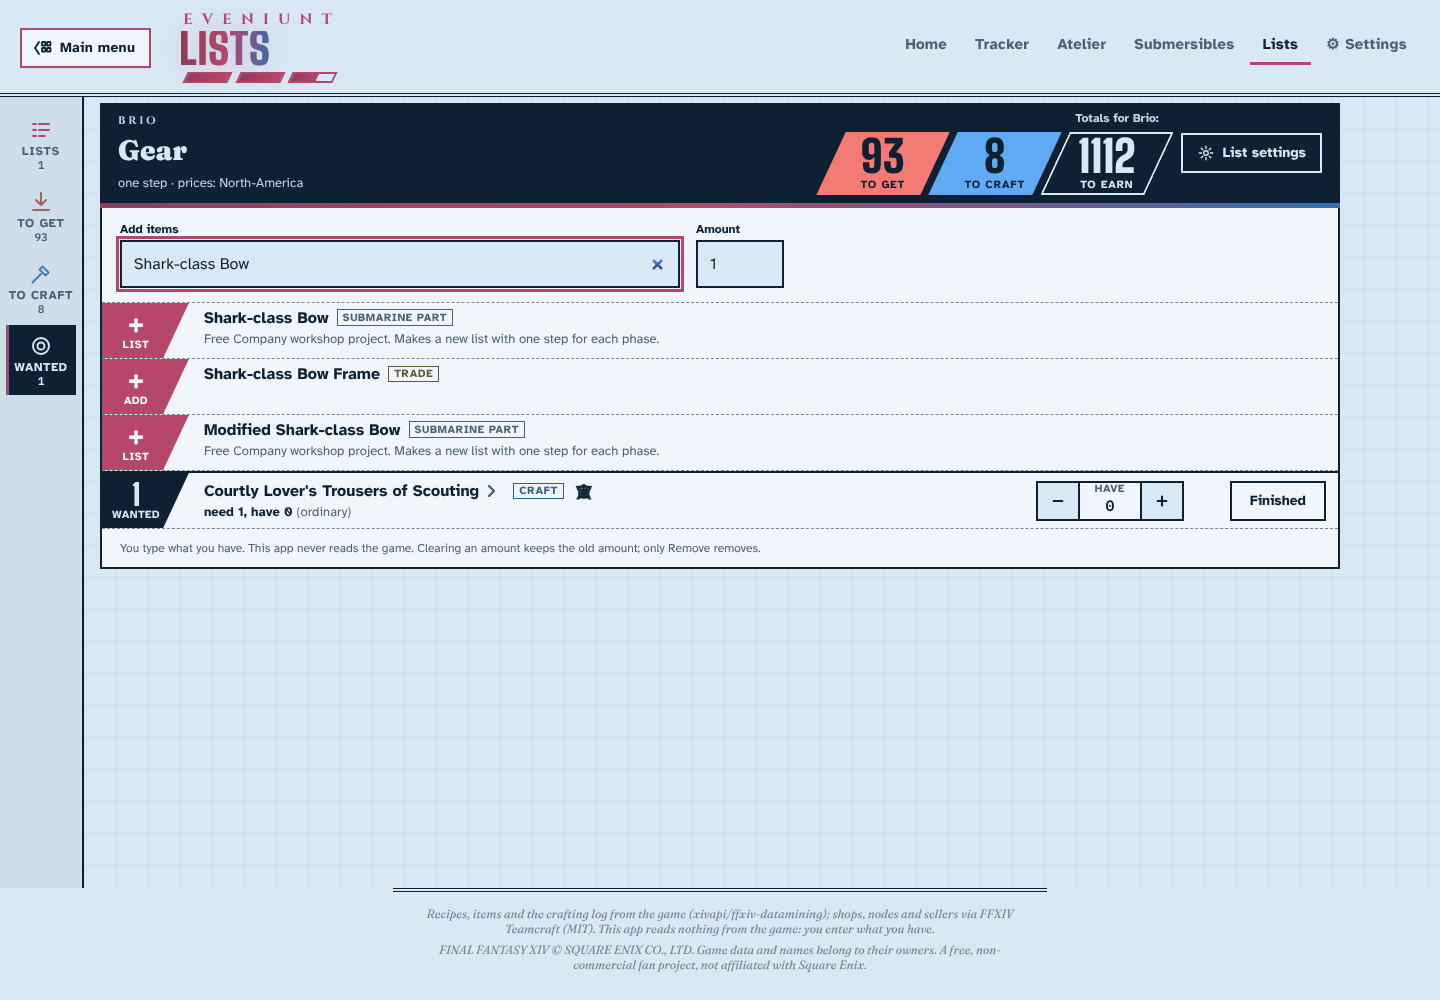 Main menu
EVENIUNT
LISTS
Home
Tracker
Atelier
Submersibles
Lists
Settings
LISTS
1
TO GET
93
TO CRAFT
8
WANTED
1
BRIO
Gear
one step · prices: North-America
Totals for Brio:
93
TO GET
8
TO CRAFT
1112
TO EARN
List settings
Add items
Amount
Shark-class Bow
1
+
LIST
Shark-class Bow
SUBMARINE PART
Free Company workshop project. Makes a new list with one step for each phase.
+
ADD
Shark-class Bow Frame
TRADE
+
LIST
Modified Shark-class Bow
SUBMARINE PART
Free Company workshop project. Makes a new list with one step for each phase.
1
WANTED
Courtly Lover's Trousers of Scouting
CRAFT
need 1, have 0 (ordinary)
−
HAVE
0
+
Finished
You type what you have. This app never reads the game. Clearing an amount keeps the old amount; only Remove removes.
Recipes, items and the crafting log from the game (xivapi/ffxiv-datamining); shops, nodes and sellers via FFXIV
Teamcraft (MIT). This app reads nothing from the game: you enter what you have.
FINAL FANTASY XIV © SQUARE ENIX CO., LTD. Game data and names belong to their owners. A free, non-
commercial fan project, not affiliated with Square Enix.